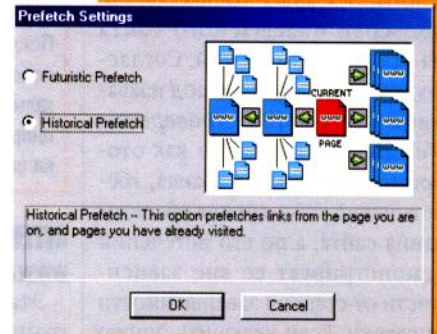 Prefetch Settings
Futuristic Prefetch
CURRENT
Historical Prefetch
PAGE
Historical Prefetch -- This option prefetches links from the page you are
on, and pages you have already visited.
OK
Cancel